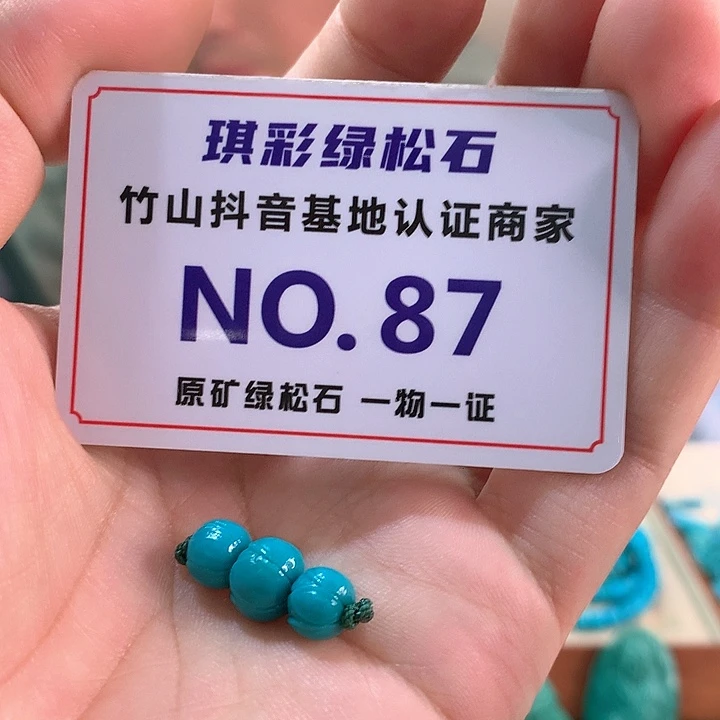 琪彩绿松石
竹山抖音基地认证商家
NO.87
原矿绿松石 一物一证